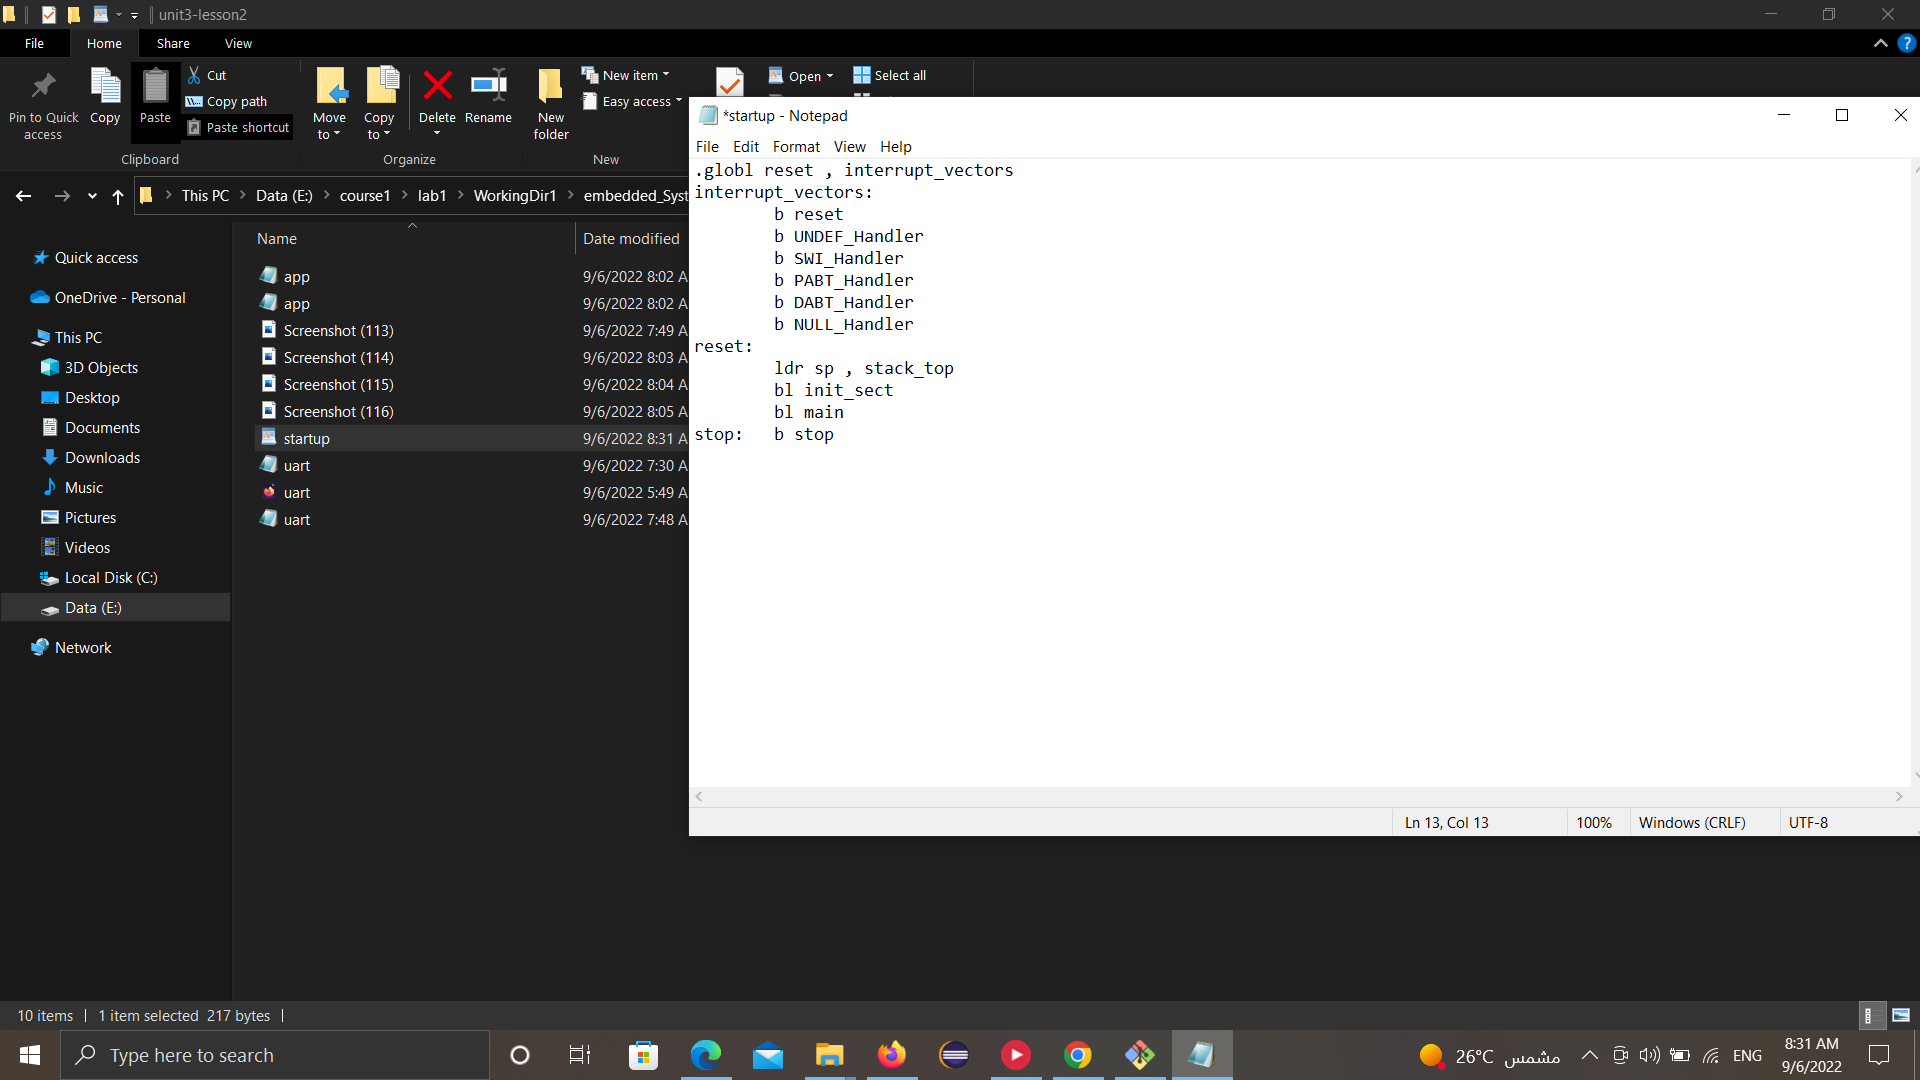 unit3-lesson2
File Home Share View
Pin to Quick access
Copy
Paste
Cut
Copy path
Paste shortcut
Clipboard
Move to
Copy to
Delete
Rename
Organize
New folder
New item
Easy access
New
Open
Select all
This PC > Data (E:) > course1 > lab1 > WorkingDir1 > embedded_Syst
Quick access
OneDrive - Personal
This PC
3D Objects
Desktop
Documents
Downloads
Music
Pictures
Videos
Local Disk (C:)
Data (E:)
Network
Name Date modified
app 9/6/2022 8:02 A
app 9/6/2022 8:02 A
Screenshot (113) 9/6/2022 7:49 A
Screenshot (114) 9/6/2022 8:03 A
Screenshot (115) 9/6/2022 8:04 A
Screenshot (116) 9/6/2022 8:05 A
startup 9/6/2022 8:31 A
uart 9/6/2022 7:30 A
uart 9/6/2022 5:49 A
uart 9/6/2022 7:48 A
*startup - Notepad
File Edit Format View Help
.globl reset , interrupt_vectors
interrupt_vectors:
b reset
b UNDEF_Handler
b SWI_Handler
b PABT_Handler
b DABT_Handler
b NULL_Handler
reset:
ldr sp , stack_top
bl init_sect
bl main
stop: b stop
Ln 13, Col 13 100% Windows (CRLF) UTF-8
10 items 1 item selected 217 bytes
Type here to search
26°C مشمس
ENG
8:31 AM
9/6/2022